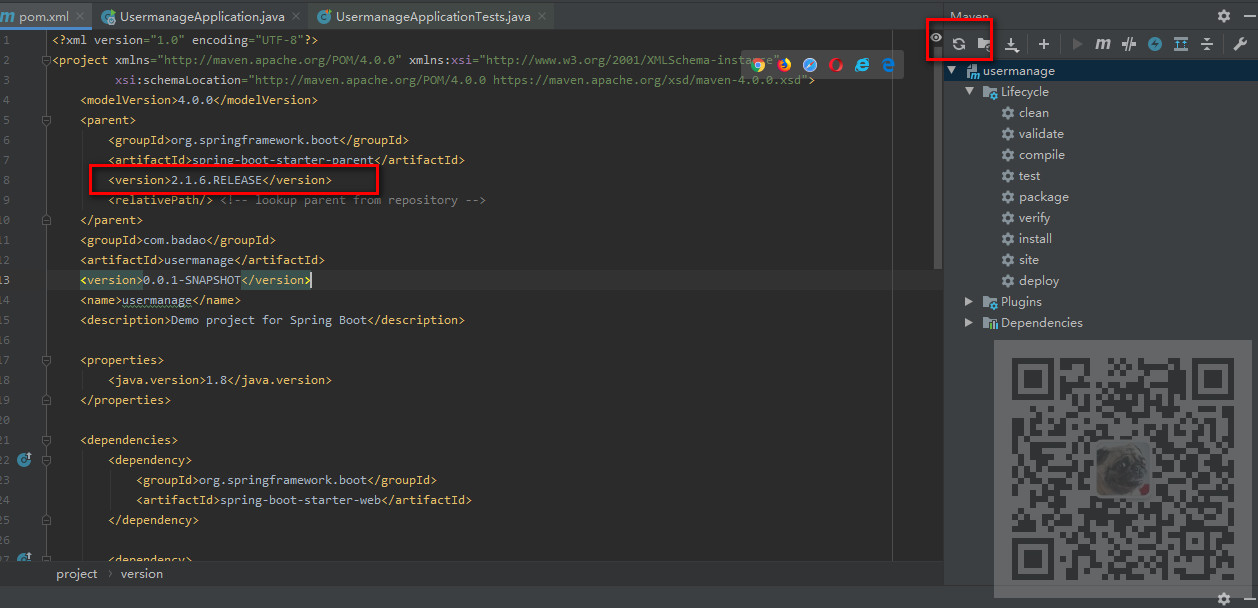 pom.xml
UsermanageApplication.java
UsermanageApplicationTests.java
Maven
1 <?xml version="1.0" encoding="UTF-8"?>
2 <project xmlns="http://maven.apache.org/POM/4.0.0" xmlns:xsi="http://www.w3.org/2001/XMLSchema-instance"
3 xsi:schemaLocation="http://maven.apache.org/POM/4.0.0 https://maven.apache.org/xsd/maven-4.0.0.xsd">
4 <modelVersion>4.0.0</modelVersion>
5 <parent>
6 <groupId>org.springframework.boot</groupId>
7 <artifactId>spring-boot-starter-parent</artifactId>
8 <version>2.1.6.RELEASE</version>
9 <relativePath/> <!-- lookup parent from repository -->
10 </parent>
11 <groupId>com.badao</groupId>
12 <artifactId>usermanage</artifactId>
13 <version>0.0.1-SNAPSHOT</version>
14 <name>usermanage</name>
15 <description>Demo project for Spring Boot</description>
16
17 <properties>
18 <java.version>1.8</java.version>
19 </properties>
20
21 <dependencies>
22 <dependency>
23 <groupId>org.springframework.boot</groupId>
24 <artifactId>spring-boot-starter-web</artifactId>
25 </dependency>
26
27 <dependency>
project › version
usermanage
Lifecycle
clean
validate
compile
test
package
verify
install
site
deploy
Plugins
Dependencies